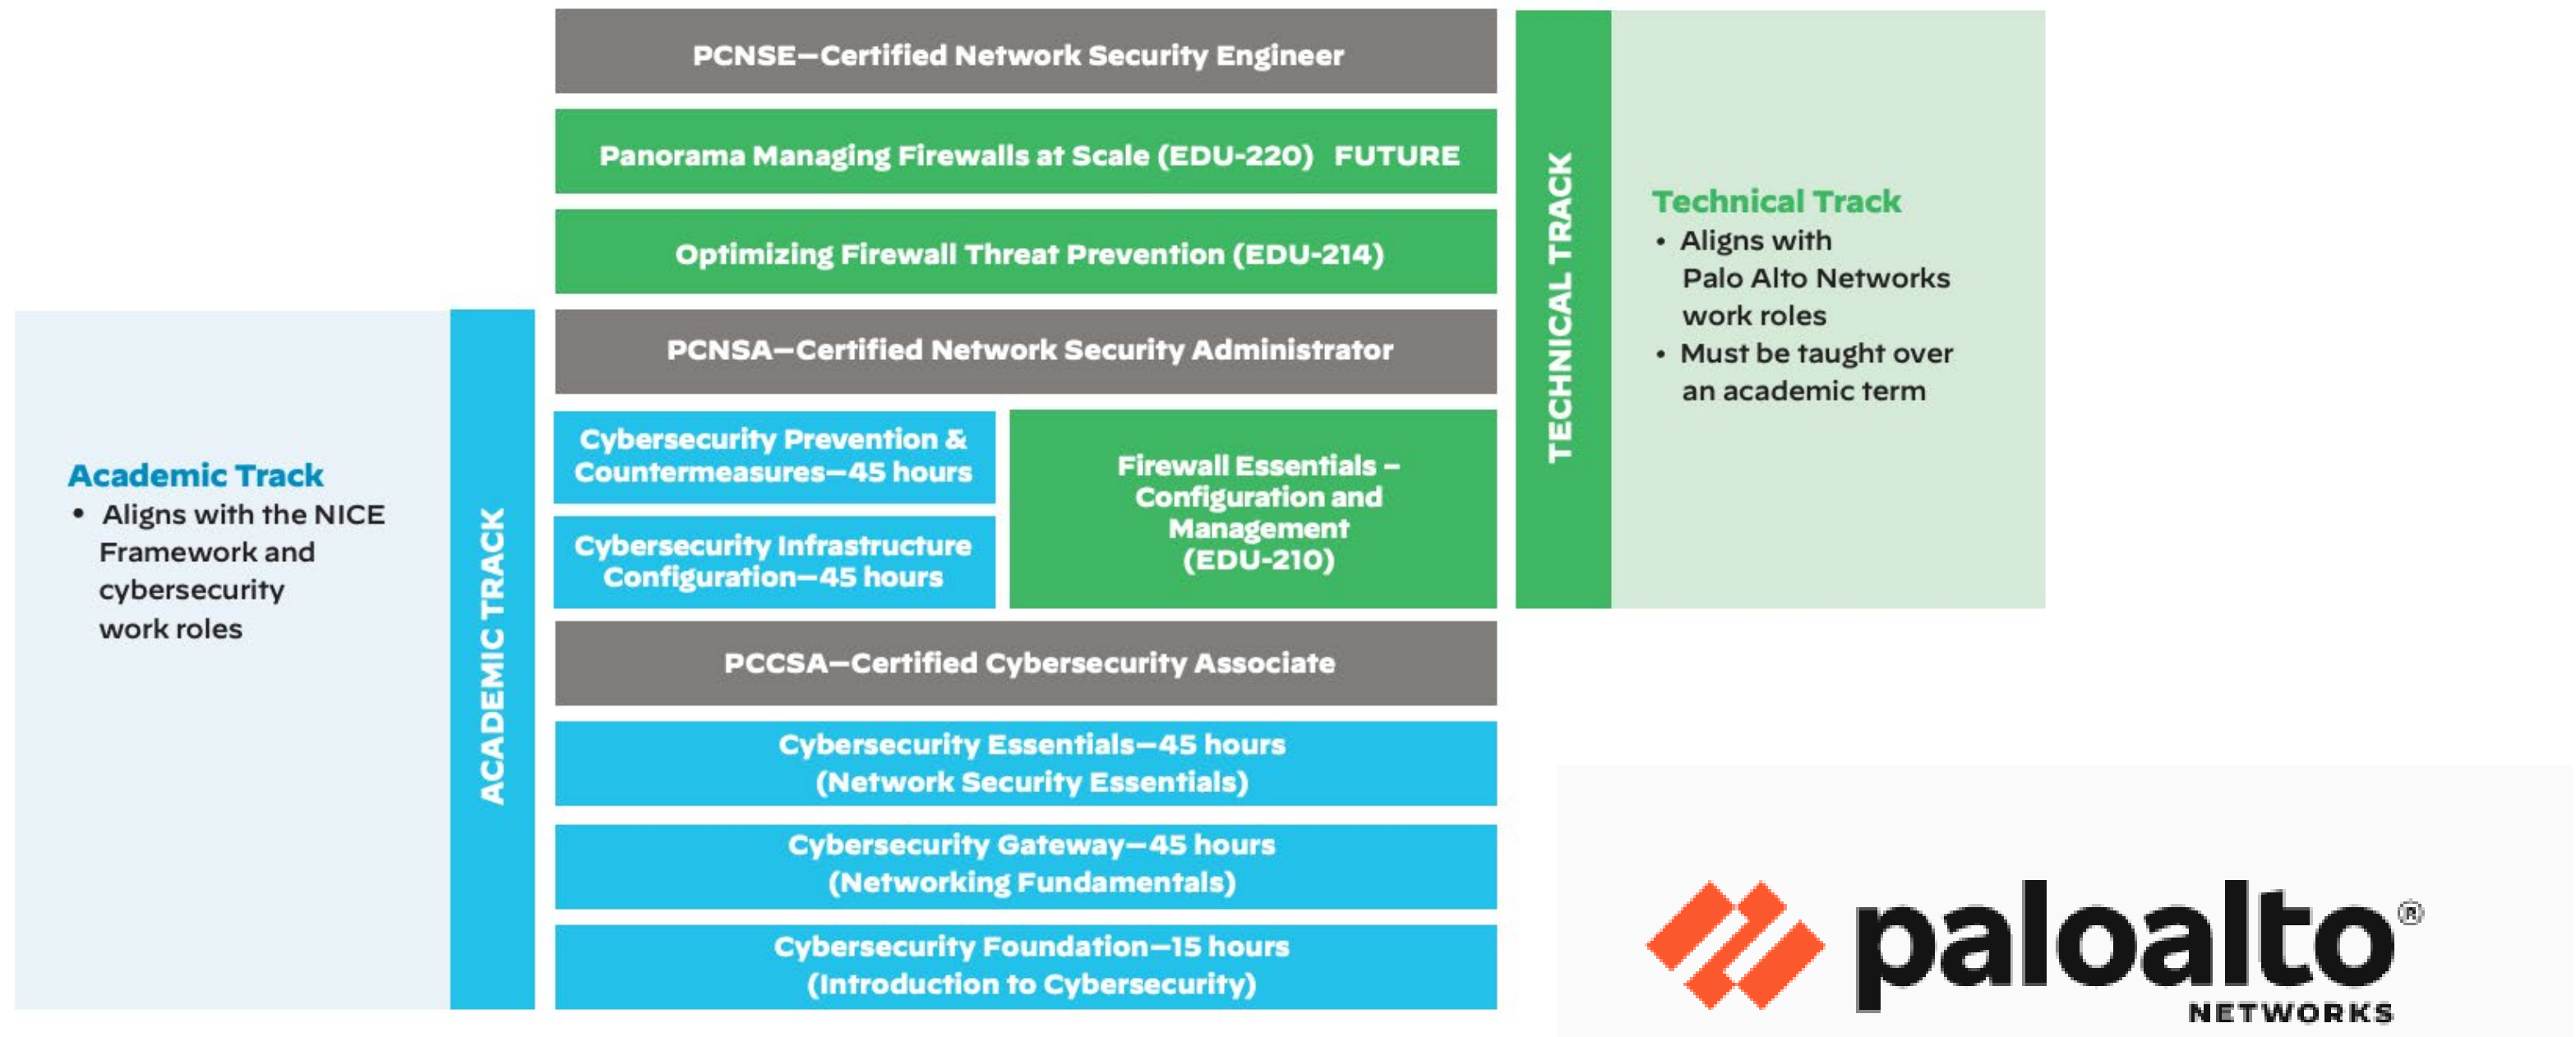 PCNSE—Certified Network Security Engineer
Panorama Managing Firewalls at Scale (EDU-220) FUTURE
Optimizing Firewall Threat Prevention (EDU-214)
PCNSA—Certified Network Security Administrator
Cybersecurity Prevention &
Countermeasures—45 hours
Cybersecurity Infrastructure
Configuration—45 hours
Firewall Essentials –
Configuration and
Management
(EDU-210)
PCCSA—Certified Cybersecurity Associate
Cybersecurity Essentials—45 hours
(Network Security Essentials)
Cybersecurity Gateway—45 hours
(Networking Fundamentals)
Cybersecurity Foundation—15 hours
(Introduction to Cybersecurity)
ACADEMIC TRACK
Academic Track
• Aligns with the NICE
Framework and
cybersecurity
work roles
TECHNICAL TRACK
Technical Track
• Aligns with
Palo Alto Networks
work roles
• Must be taught over
an academic term
paloalto®
NETWORKS